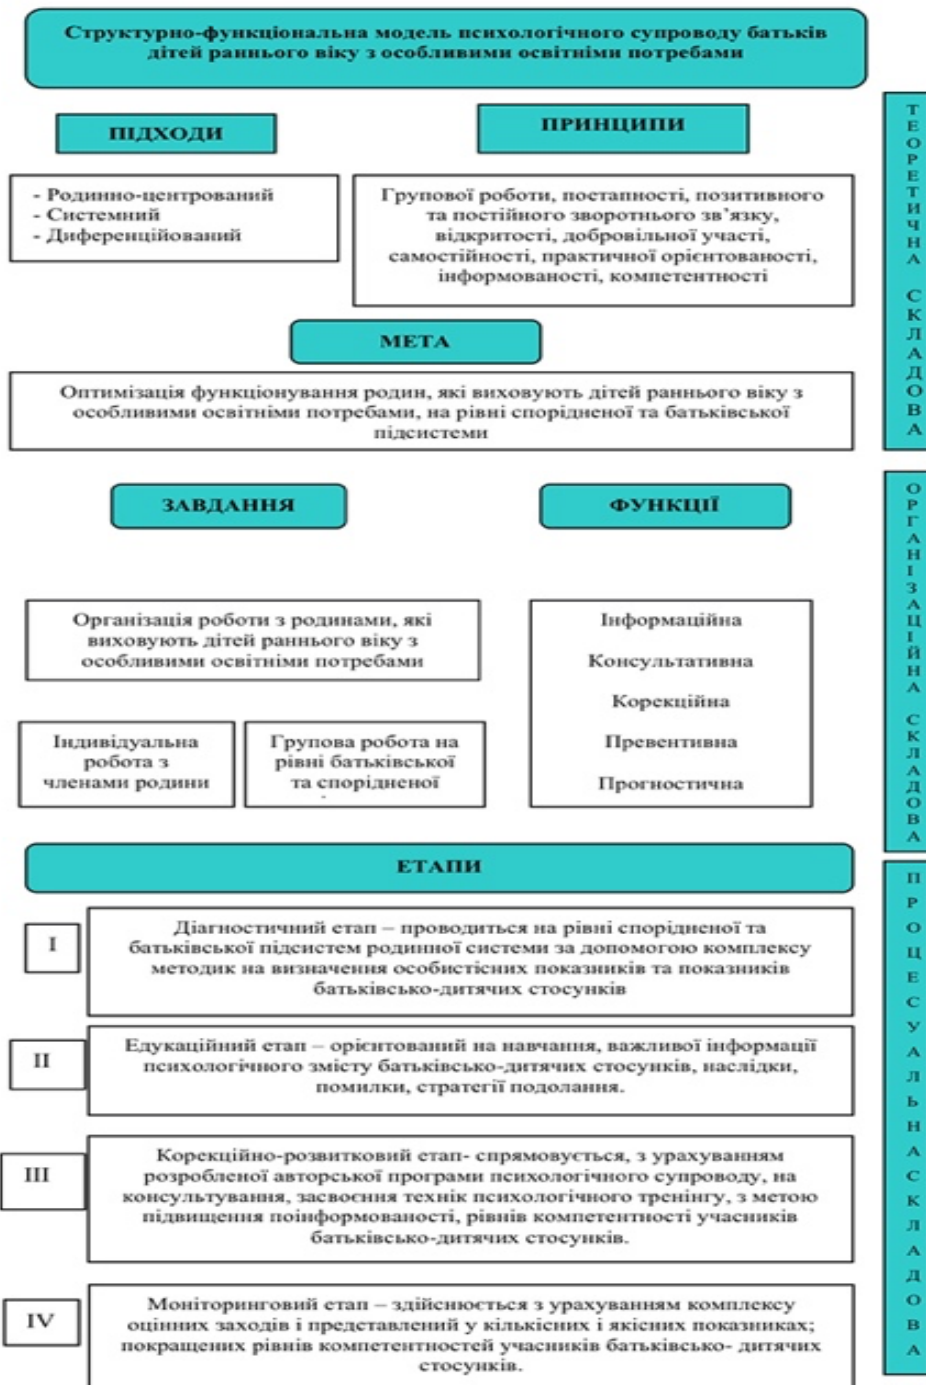 Структурно-функціональна модель психологічного супроводу батьків
дітей раннього віку з особливими освітніми потребами
ПІДХОДИ
ПРИНЦИПИ
- Родинно-центрований
- Системний
- Диференційований
Групової роботи, постапності, позитивного
та постійного зворотнього зв’язку,
відкритості, добровільної участі,
самостійності, практичної орієнтованості,
інформованості, компетентності
МЕТА
Оптимізація функціонування родин, які виховують дітей раннього віку з
особливими освітніми потребами, на рівні спорідненої та батьківської
підсистеми
ТЕОРЕТИЧНА СКЛАДОВА
ЗАВДАННЯ
ФУНКЦІЇ
Організація роботи з родинами, які
виховують дітей раннього віку з
особливими освітніми потребами
Індивідуальна
робота з
членами родини
Групова робота на
рівні батьківської
та спорідненої
Інформаційна
Консультативна
Корекційна
Превентивна
Прогностична
ОРГАНІЗАЦІЙНА СКЛАДОВА
ЕТАПИ
I
Діагностичний етап – проводиться на рівні спорідненої та
батьківської підсистем родинної системи за допомогою комплексу
методик на визначення особистісних показників та показників
батьківсько-дитячих стосунків
II
Едукаційний етап – орієнтований на навчання, важливої інформації
психологічного змісту батьківсько-дитячих стосунків, наслідки,
помилки, стратегії подолання.
III
Корекційно-розвитковий етап- спрямовується, з урахуванням
розробленої авторської програми психологічного супроводу, на
консультування, засвоєння технік психологічного тренінгу, з метою
підвищення поінформованості, рівнів компетентності учасників
батьківсько-дитячих стосунків.
IV
Моніторинговий етап – здійснюється з урахуванням комплексу
оцінних заходів і представлений у кількісних і якісних показниках;
покращених рівнів компетентностей учасників батьківсько- дитячих
стосунків.
ПРОЦЕСУАЛЬНА СКЛАДОВА